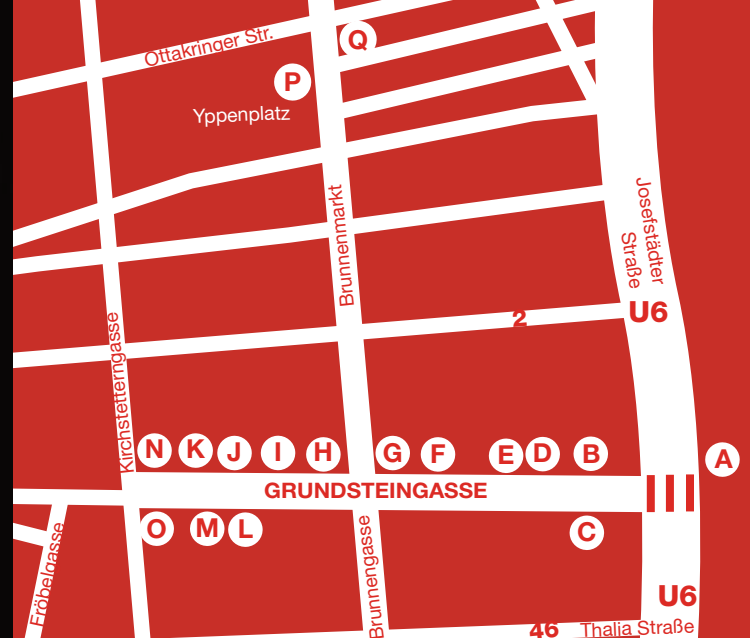 Ottakringer Str.
Q
P
Yppenplatz
Brunnenmarkt
Josefstädter
Straße
U6
2
Kirchstetterngasse
N K J I H G F E D B A
GRUNDSTEINGASSE
O M L C
Fröbelgasse
Brunnengasse
U6
46 Thalia Straße